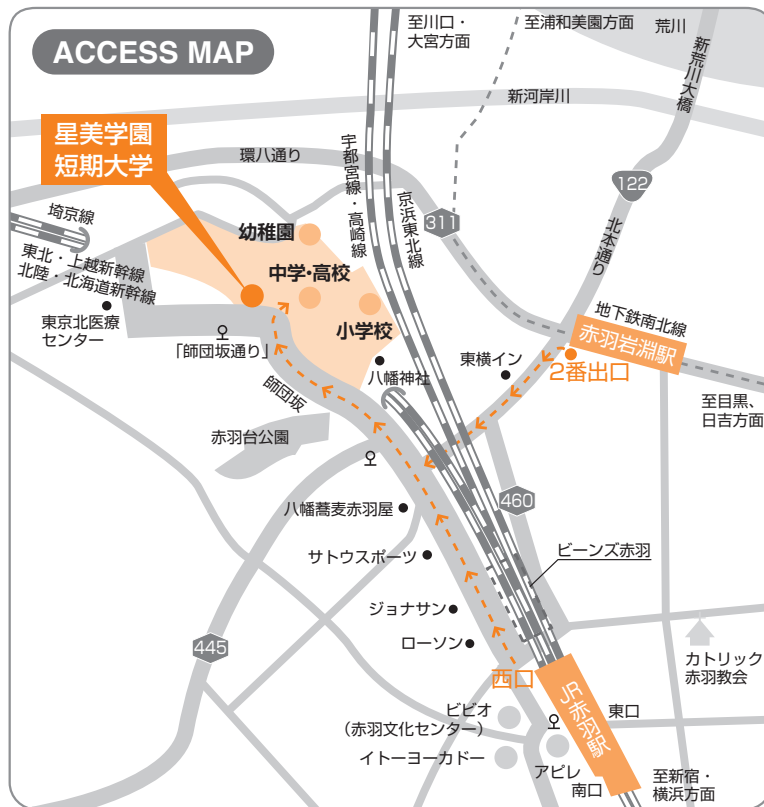 ACCESS MAP
至川口・
大宮方面
至浦和美園方面
荒川
新荒川大橋
新河岸川
星美学園
短期大学
環八通り
宇都宮線・高崎線
京浜東北線
122
311
北本通り
埼京線
東北・上越新幹線
北陸・北海道新幹線
幼稚園
中学・高校
小学校
東京北医療
センター
「師団坂通り」
師団坂
八幡神社
東横イン
地下鉄南北線
赤羽岩淵駅
2番出口
至目黒、
日吉方面
赤羽台公園
八幡蕎麦赤羽屋
460
サトウスポーツ
ビーンズ赤羽
ジョナサン
ローソン
445
カトリック
赤羽教会
西口
JR赤羽駅
東口
ビビオ
(赤羽文化センター)
イトーヨーカドー
アピレ
南口
至新宿・
横浜方面